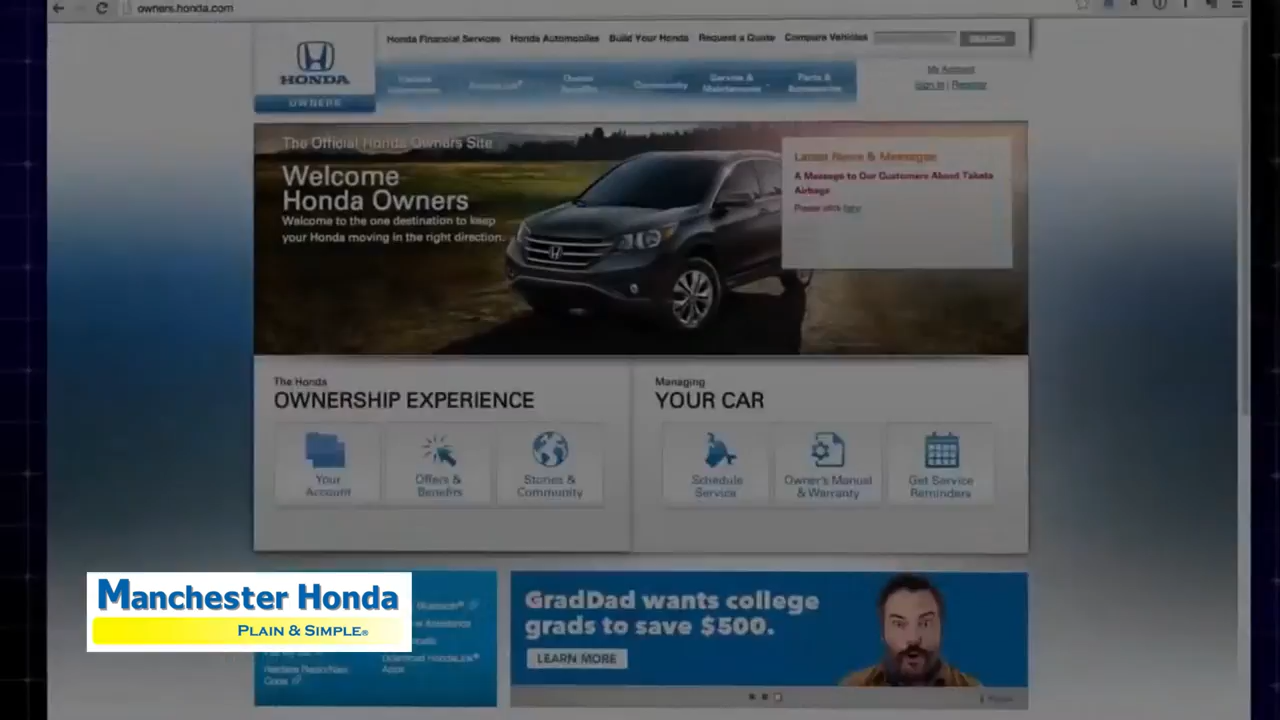 owners.honda.com
Honda Financial Services Honda Automobiles Build Your Honda Request a Quote Compare Vehicles SEARCH
HONDA
OWNERS
Owner Benefits
Community
Service & Maintenance
Parts & Accessories
My Account
Sign In | Register
The Official Honda Owners Site
Welcome
Honda Owners
Welcome to the one destination to keep
your Honda moving in the right direction.
Latest News & Messages
A Message to Our Customers About Takata
Airbags
Please click here
The Honda
OWNERSHIP EXPERIENCE
Your
Account
Offers &
Benefits
Stories &
Community
Managing
YOUR CAR
Schedule
Service
Owner's Manual
& Warranty
Get Service
Reminders
Manchester Honda
PLAIN & SIMPLE®
Download HondaLink®
Apps
GradDad wants college
grads to save $500.
LEARN MORE